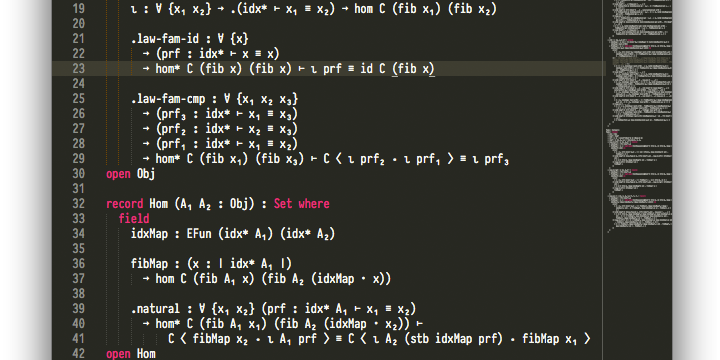 19 ι : ∀ {x₁ x₂} → .(idx* ⊢ x₁ ≡ x₂) → hom C (fib x₁) (fib x₂)
20
21 .law-fam-id : ∀ {x}
22 → (prf : idx* ⊢ x ≡ x)
23 → hom* C (fib x) (fib x) ⊢ ι prf ≡ id C (fib x)
24
25 .law-fam-cmp : ∀ {x₁ x₂ x₃}
26 → (prf₃ : idx* ⊢ x₁ ≡ x₃)
27 → (prf₂ : idx* ⊢ x₂ ≡ x₃)
28 → (prf₁ : idx* ⊢ x₁ ≡ x₂)
29 → hom* C (fib x₁) (fib x₃) ⊢ C ⟨ ι prf₂ ∘ ι prf₁ ⟩ ≡ ι prf₃
30 open Obj
31
32 record Hom (A₁ A₂ : Obj) : Set where
33 field
34 idxMap : EFun (idx* A₁) (idx* A₂)
35
36 fibMap : (x : | idx* A₁ |)
37 → hom C (fib A₁ x) (fib A₂ (idxMap · x))
38
39 .natural : ∀ {x₁ x₂} (prf : idx* A₁ ⊢ x₁ ≡ x₂)
40 → hom* C (fib A₁ x₁) (fib A₂ (idxMap · x₂)) ⊢
41 C ⟨ fibMap x₂ ∘ ι A₁ prf ⟩ ≡ C ⟨ ι A₂ (stb idxMap prf) ∘ fibMap x₁ ⟩
42 open Hom